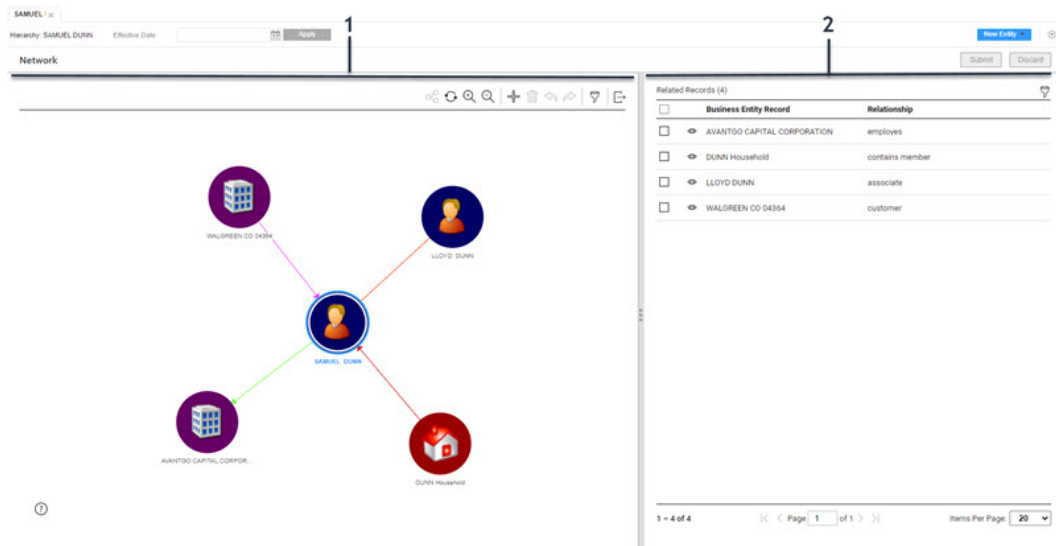 SAMUEL
1
2
Hierarchy: SAMUEL DUNN
Effective Date:
Apply
New Entity
Network
Submit
Discard
Related Records (4)
Business Entity Record
Relationship
AVANTGO CAPITAL CORPORATION
employes
DUNN Household
contains member
LLOYD DUNN
associate
WALGREEN CO 04364
customer
WALGREEN CO 04364
LLOYD DUNN
SAMUEL DUNN
AVANTGO CAPITAL CORPOR...
DUNN Household
?
1 – 4 of 4
Page 1 of 1
Items Per Page: 20